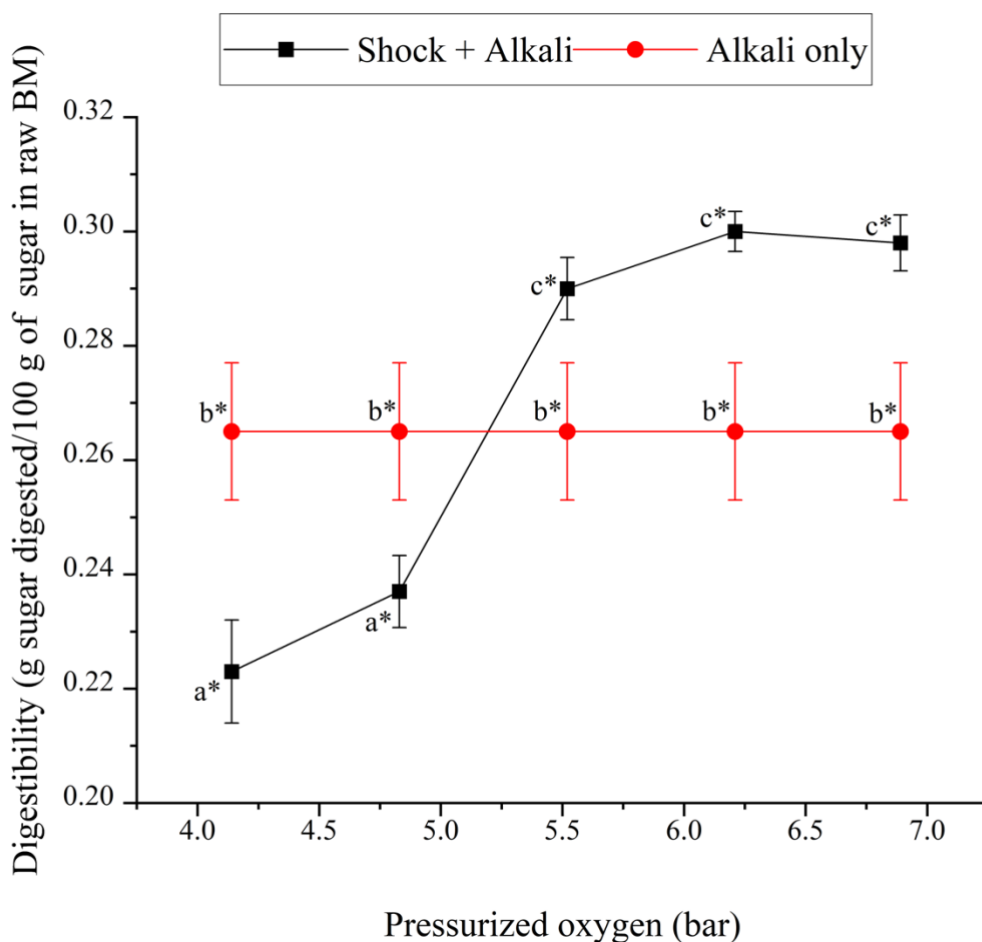 Shock + Alkali Alkali only
Digestibility (g sugar digested/100 g of sugar in raw BM)
0.32
0.30
0.28
0.26
0.24
0.22
0.20
c* c* c*
b* b* b* b* b*
a* a*
4.0 4.5 5.0 5.5 6.0 6.5 7.0
Pressurized oxygen (bar)